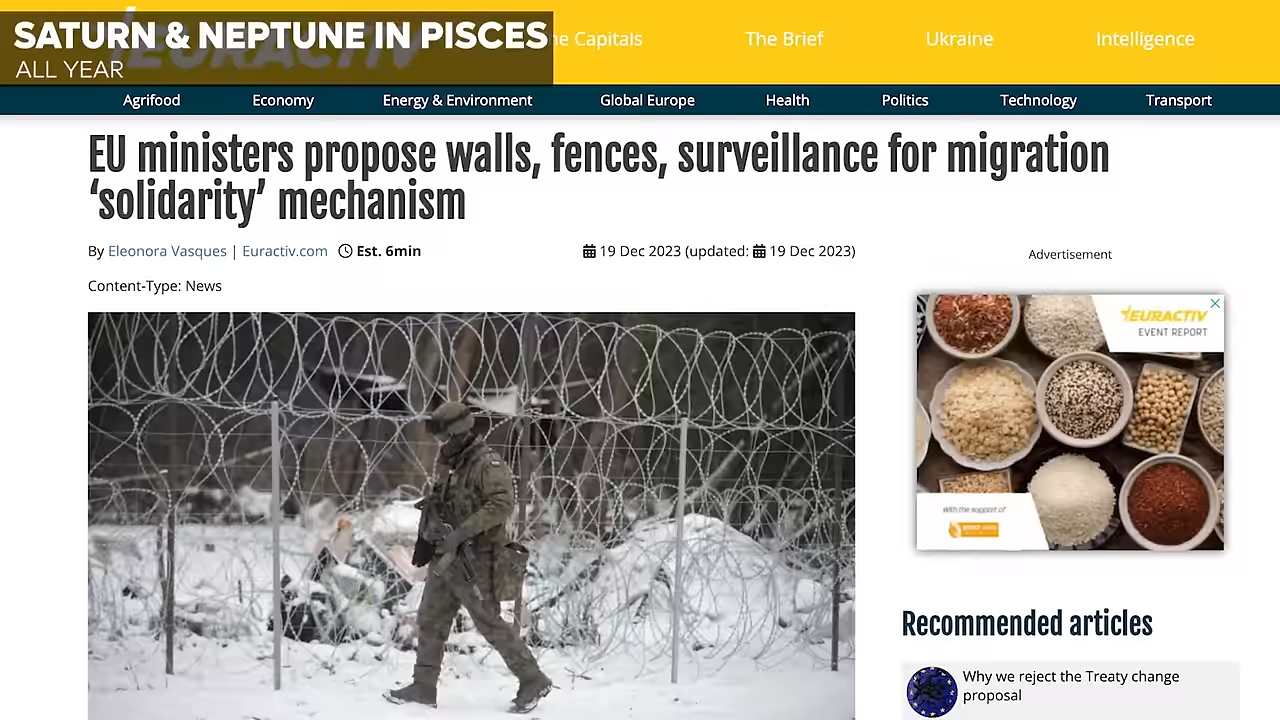 SATURN & NEPTUNE IN PISCES
ALL YEAR
EURACTIV
Capitals
The Brief
Ukraine
Intelligence
Agrifood
Economy
Energy & Environment
Global Europe
Health
Politics
Technology
Transport
EU ministers propose walls, fences, surveillance for migration
‘solidarity’ mechanism
By Eleonora Vasques | Euractiv.com Est. 6min
19 Dec 2023 (updated: 19 Dec 2023)
Content-Type: News
Advertisement
EURACTIV
EVENT REPORT
With the support of
Recommended articles
Why we reject the Treaty change
proposal